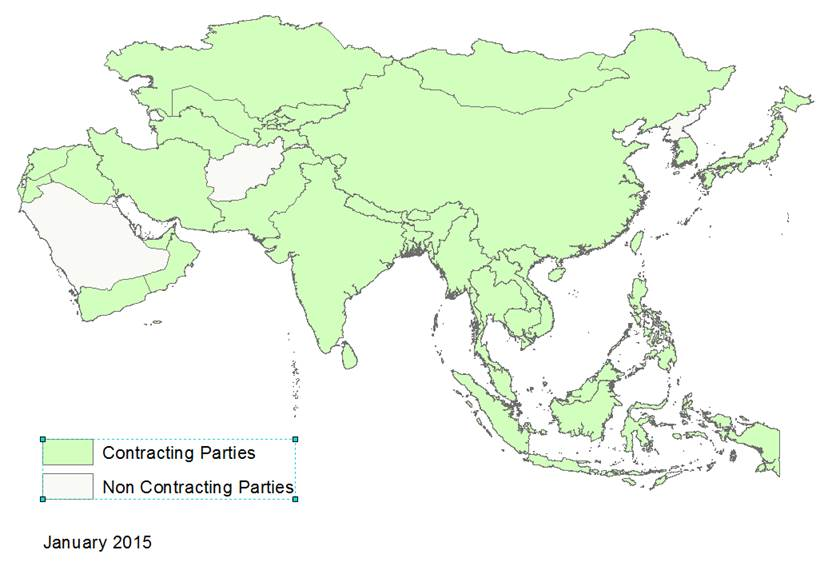 Contracting Parties
Non Contracting Parties
January 2015